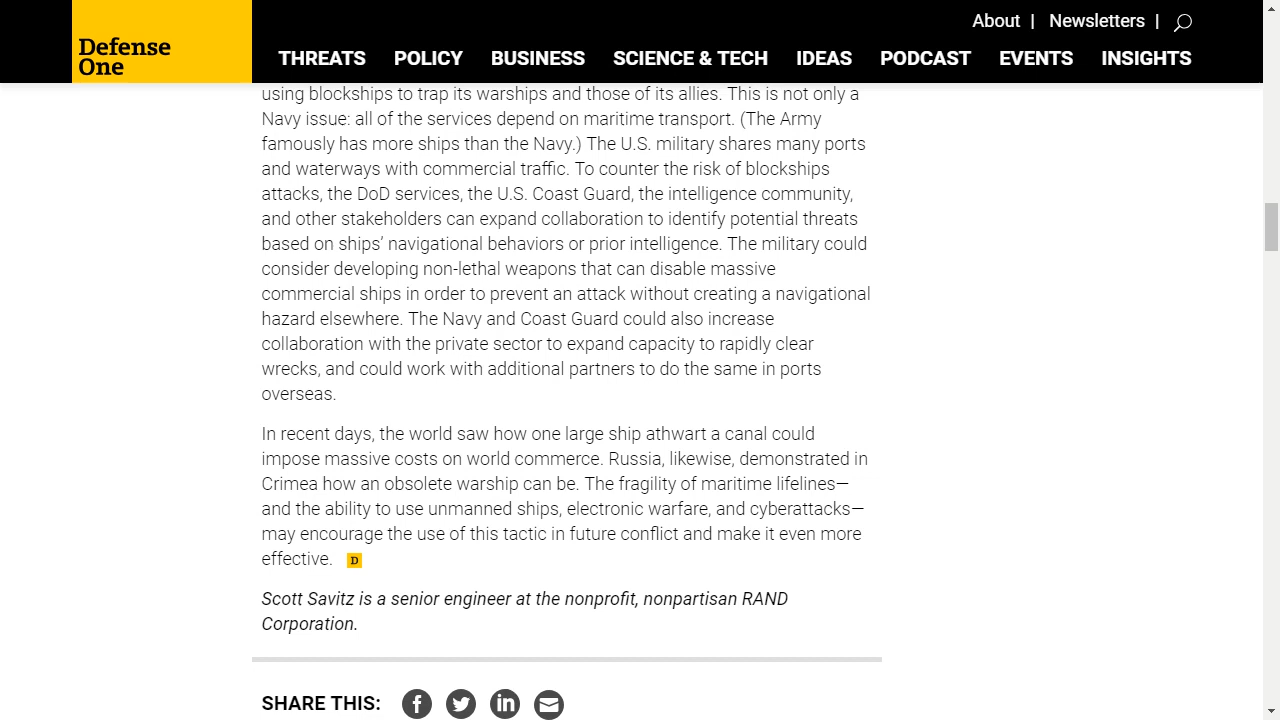 About | Newsletters |
Defense
One
THREATS POLICY BUSINESS SCIENCE & TECH IDEAS PODCAST EVENTS INSIGHTS
using blockships to trap its warships and those of its allies. This is not only a
Navy issue: all of the services depend on maritime transport. (The Army
famously has more ships than the Navy.) The U.S. military shares many ports
and waterways with commercial traffic. To counter the risk of blockships
attacks, the DoD services, the U.S. Coast Guard, the intelligence community,
and other stakeholders can expand collaboration to identify potential threats
based on ships’ navigational behaviors or prior intelligence. The military could
consider developing non-lethal weapons that can disable massive
commercial ships in order to prevent an attack without creating a navigational
hazard elsewhere. The Navy and Coast Guard could also increase
collaboration with the private sector to expand capacity to rapidly clear
wrecks, and could work with additional partners to do the same in ports
overseas.
In recent days, the world saw how one large ship athwart a canal could
impose massive costs on world commerce. Russia, likewise, demonstrated in
Crimea how an obsolete warship can be. The fragility of maritime lifelines—
and the ability to use unmanned ships, electronic warfare, and cyberattacks—
may encourage the use of this tactic in future conflict and make it even more
effective. D
Scott Savitz is a senior engineer at the nonprofit, nonpartisan RAND
Corporation.
SHARE THIS: